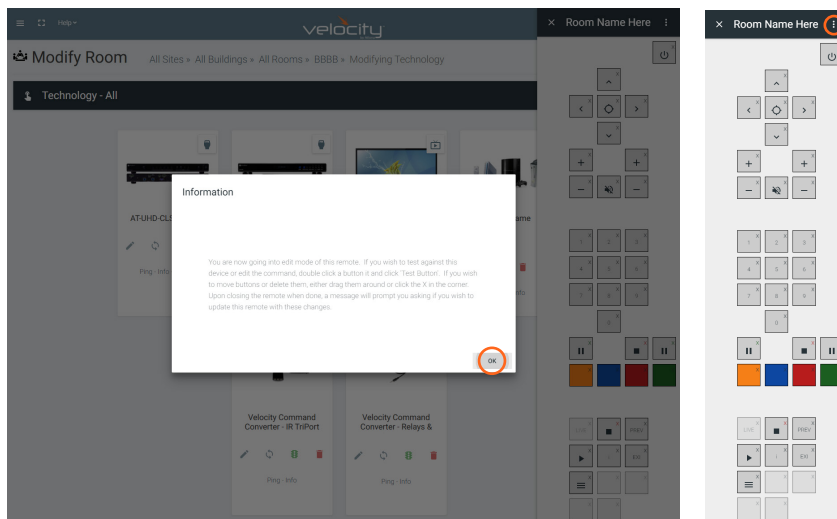 Help
velocity
× Room Name Here
Modify Room
All Sites » All Buildings » All Rooms » BBBB » Modifying Technology
Technology - All
Information
You are now going into edit mode of this remote. If you wish to test against this
device or edit the command, double click a button it and click 'Test Button'. If you wish
to move buttons or delete them, either drag them around or click the X in the corner.
Upon closing the remote when done, a message will prompt you asking if you wish to
update this remote with these changes.
OK
AT-UHD-CLS
Ping - Info
ame
Velocity Command
Converter - IR TriPort
Ping - Info
Velocity Command
Converter - Relays &
Ping - Info
+ +
− −
1 2 3
4 5 6
7 8 9
0
LIVE PREV
EXI
× Room Name Here
+ +
− −
1 2 3
4 5 6
7 8 9
0
LIVE PREV
I EXI